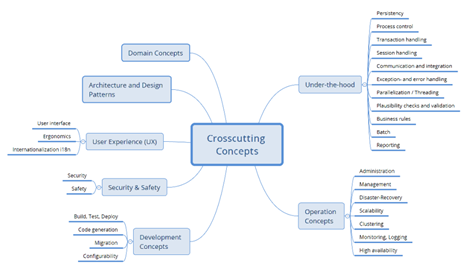 Crosscutting
Concepts
Domain Concepts
Architecture and Design
Patterns
User Experience (UX)
User Interface
Ergonomics
Internationalization i18n
Security & Safety
Security
Safety
Development
Concepts
Build, Test, Deploy
Code generation
Migration
Configurability
Under-the-hood
Persistency
Process control
Transaction handling
Session handling
Communication and integration
Exception- and error handling
Parallelization / Threading
Plausibility checks and validation
Business rules
Batch
Reporting
Operation
Concepts
Administration
Management
Disaster-Recovery
Scalability
Clustering
Monitoring, Logging
High availability